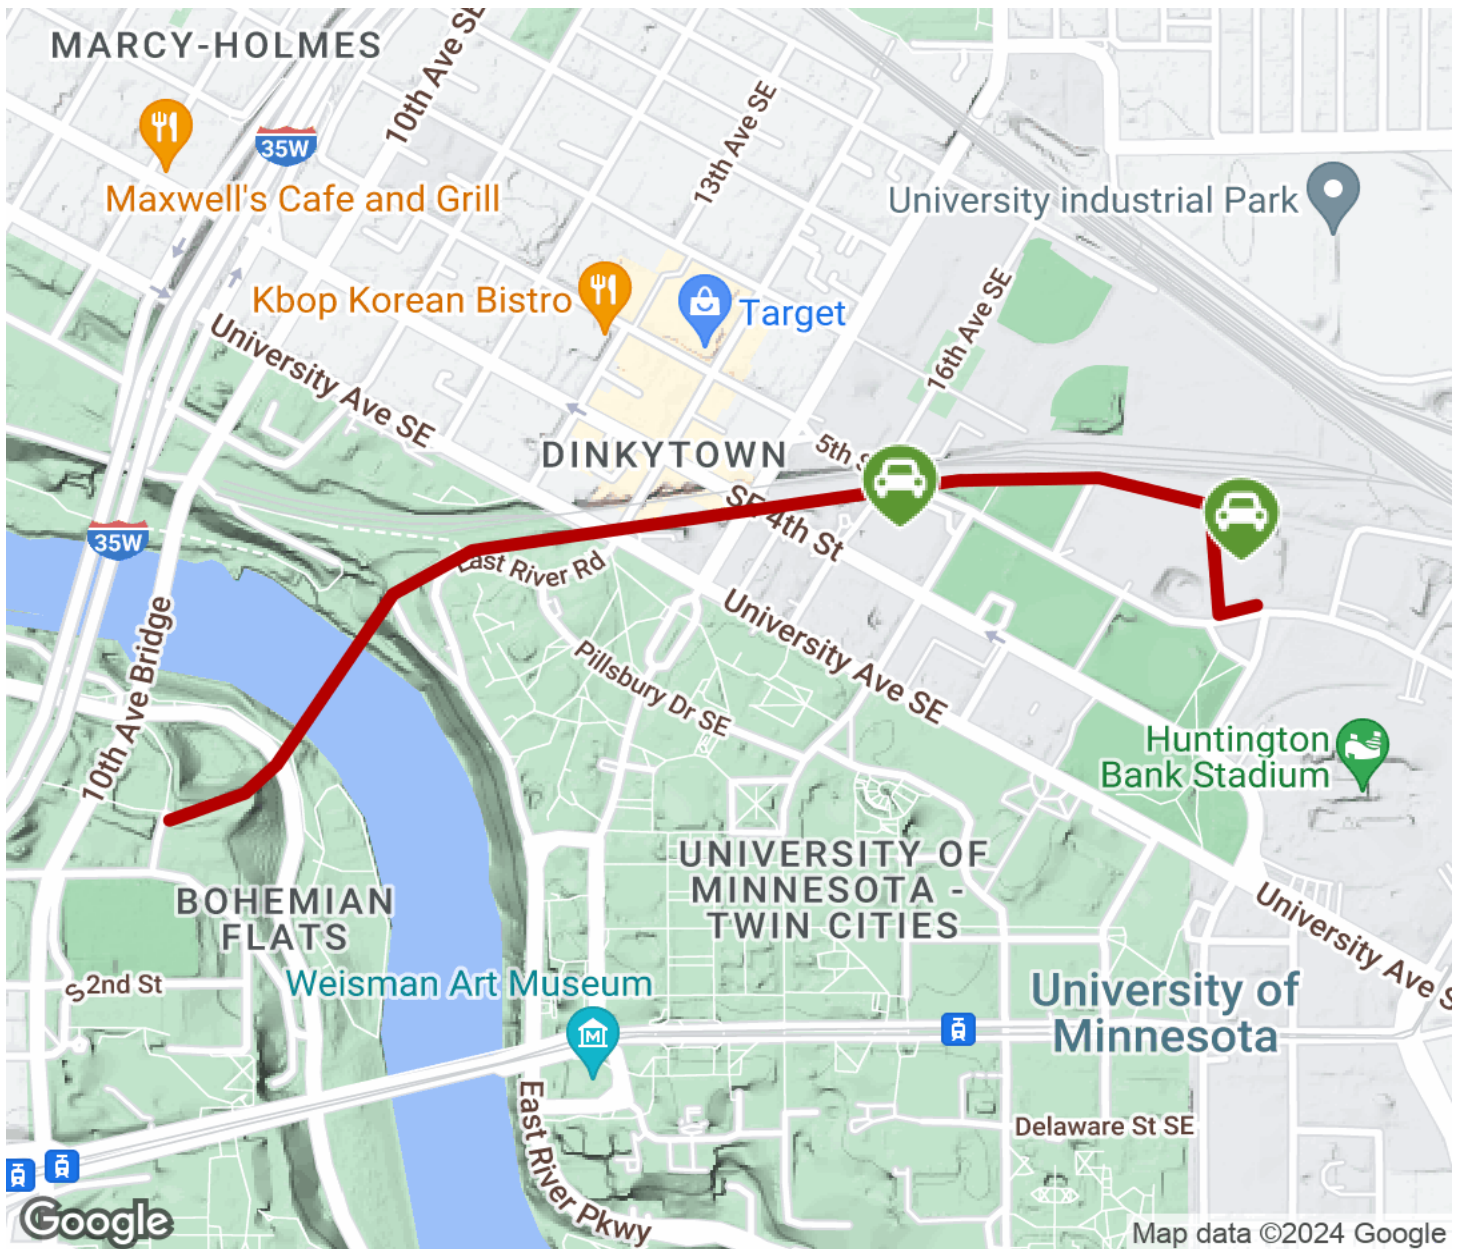 MARCY-HOLMES
10th Ave SE
35W
13th Ave SE
Maxwell's Cafe and Grill
University industrial Park
Kbop Korean Bistro
Target
16th Ave SE
University Ave SE
DINKYTOWN
5th S
SE 4th St
35W
East River Rd
10th Ave Bridge
University Ave SE
Pillsbury Dr SE
Huntington
Bank Stadium
UNIVERSITY OF
MINNESOTA -
TWIN CITIES
BOHEMIAN
FLATS
University Ave S
S 2nd St
Weisman Art Museum
M
University of
Minnesota
East River Pkwy
Delaware St SE
Google
Map data ©2024 Google